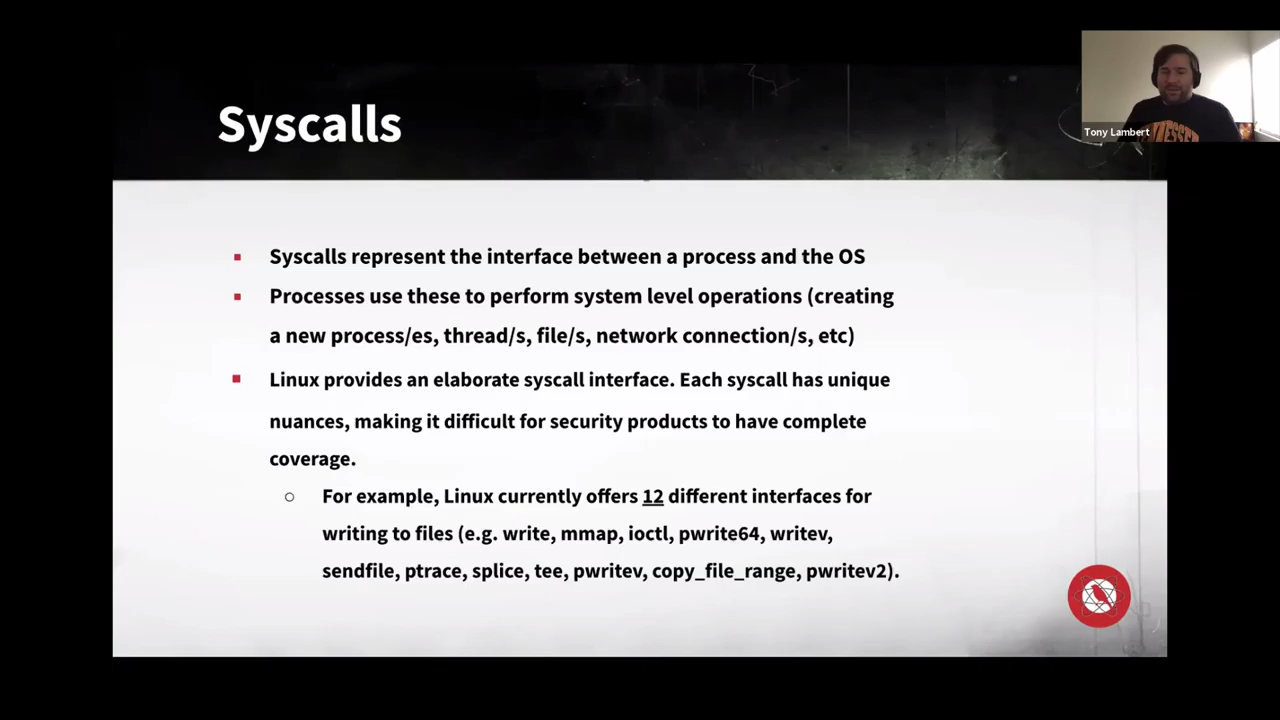 Syscalls
Tony Lambert
Syscalls represent the interface between a process and the OS
Processes use these to perform system level operations (creating
a new process/es, thread/s, file/s, network connection/s, etc)
Linux provides an elaborate syscall interface. Each syscall has unique
nuances, making it difficult for security products to have complete
coverage.
For example, Linux currently offers 12 different interfaces for
writing to files (e.g. write, mmap, ioctl, pwrite64, writev,
sendfile, ptrace, splice, tee, pwritev, copy_file_range, pwritev2).